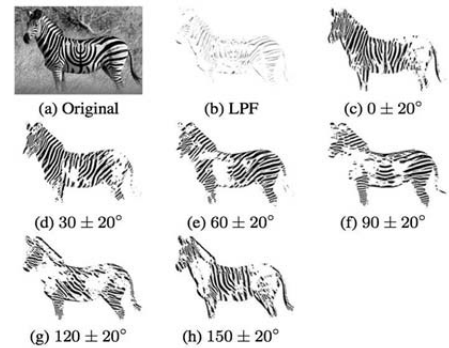 (a) Original (b) LPF (c) 0 ± 20°
(d) 30 ± 20° (e) 60 ± 20° (f) 90 ± 20°
(g) 120 ± 20° (h) 150 ± 20°